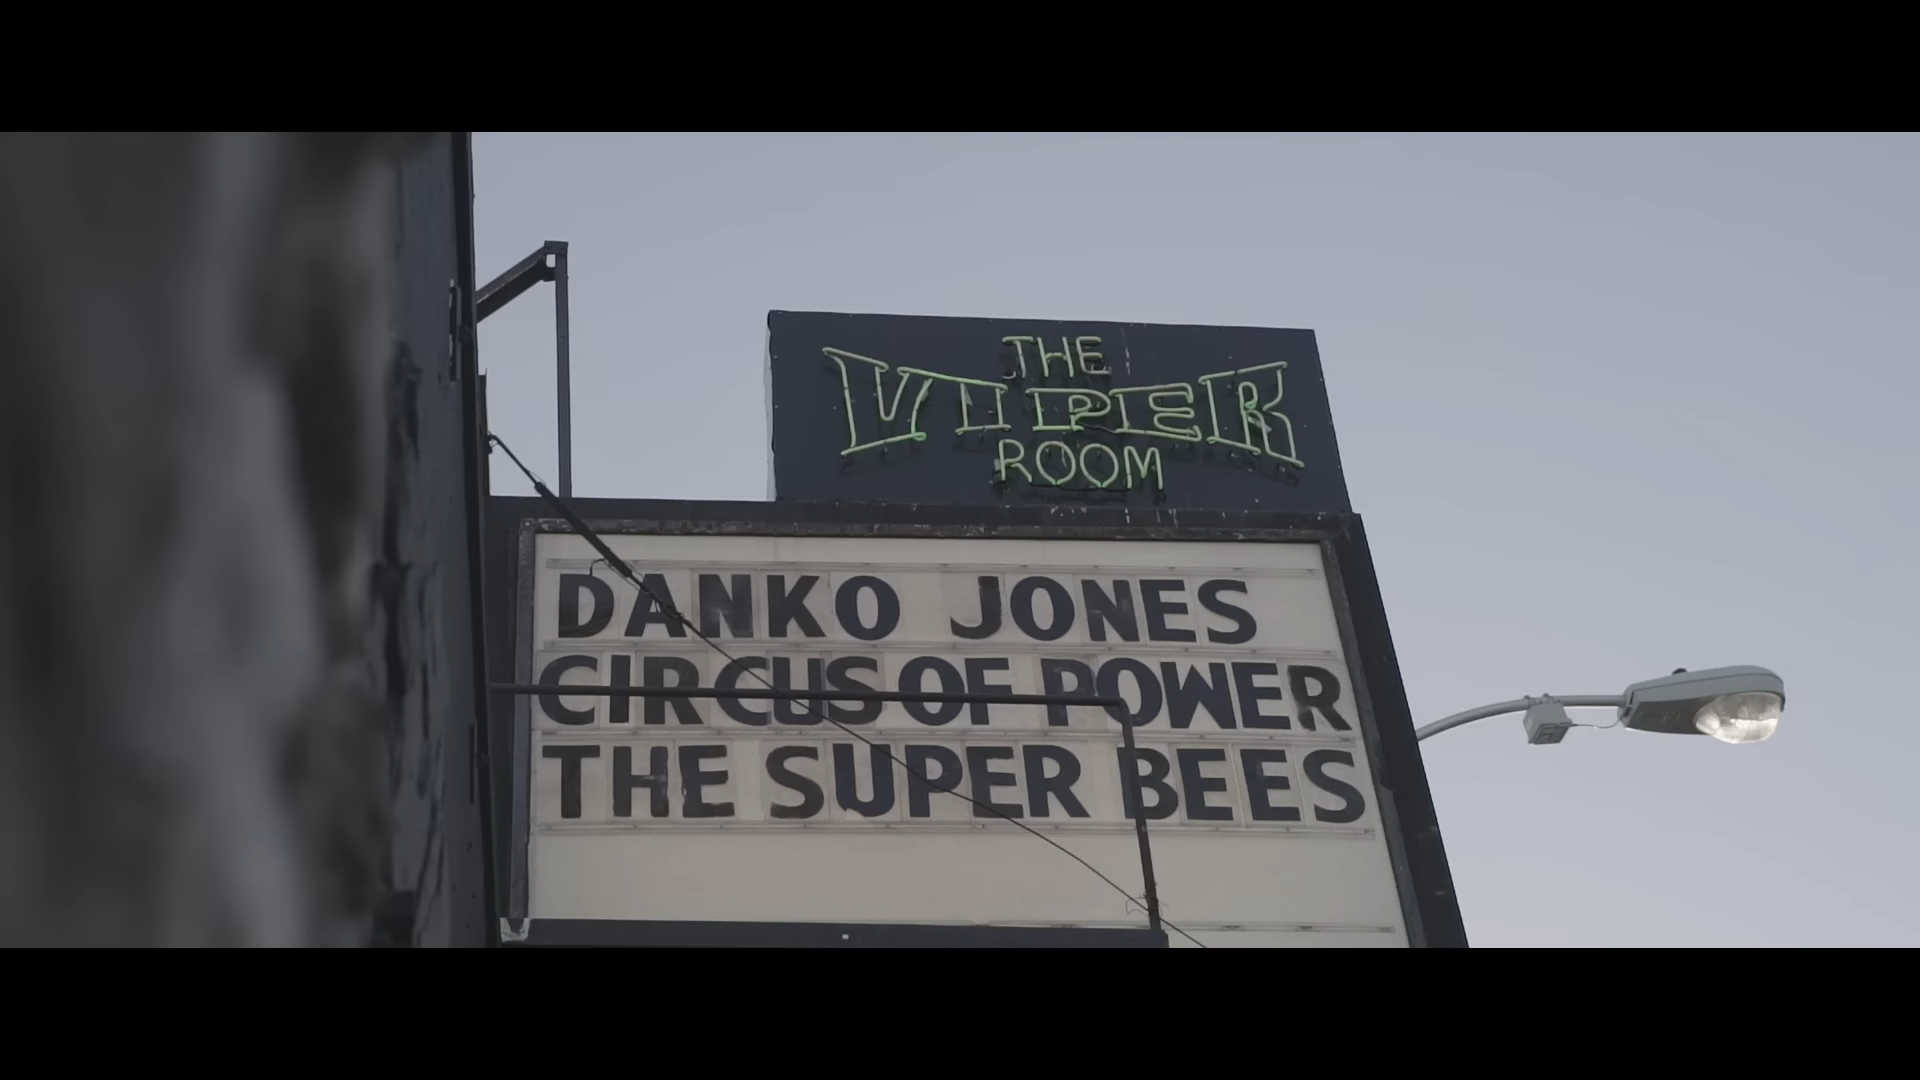 THE
VIPER
ROOM
DANKO JONES
CIRCUS OF POWER
THE SUPER BEES